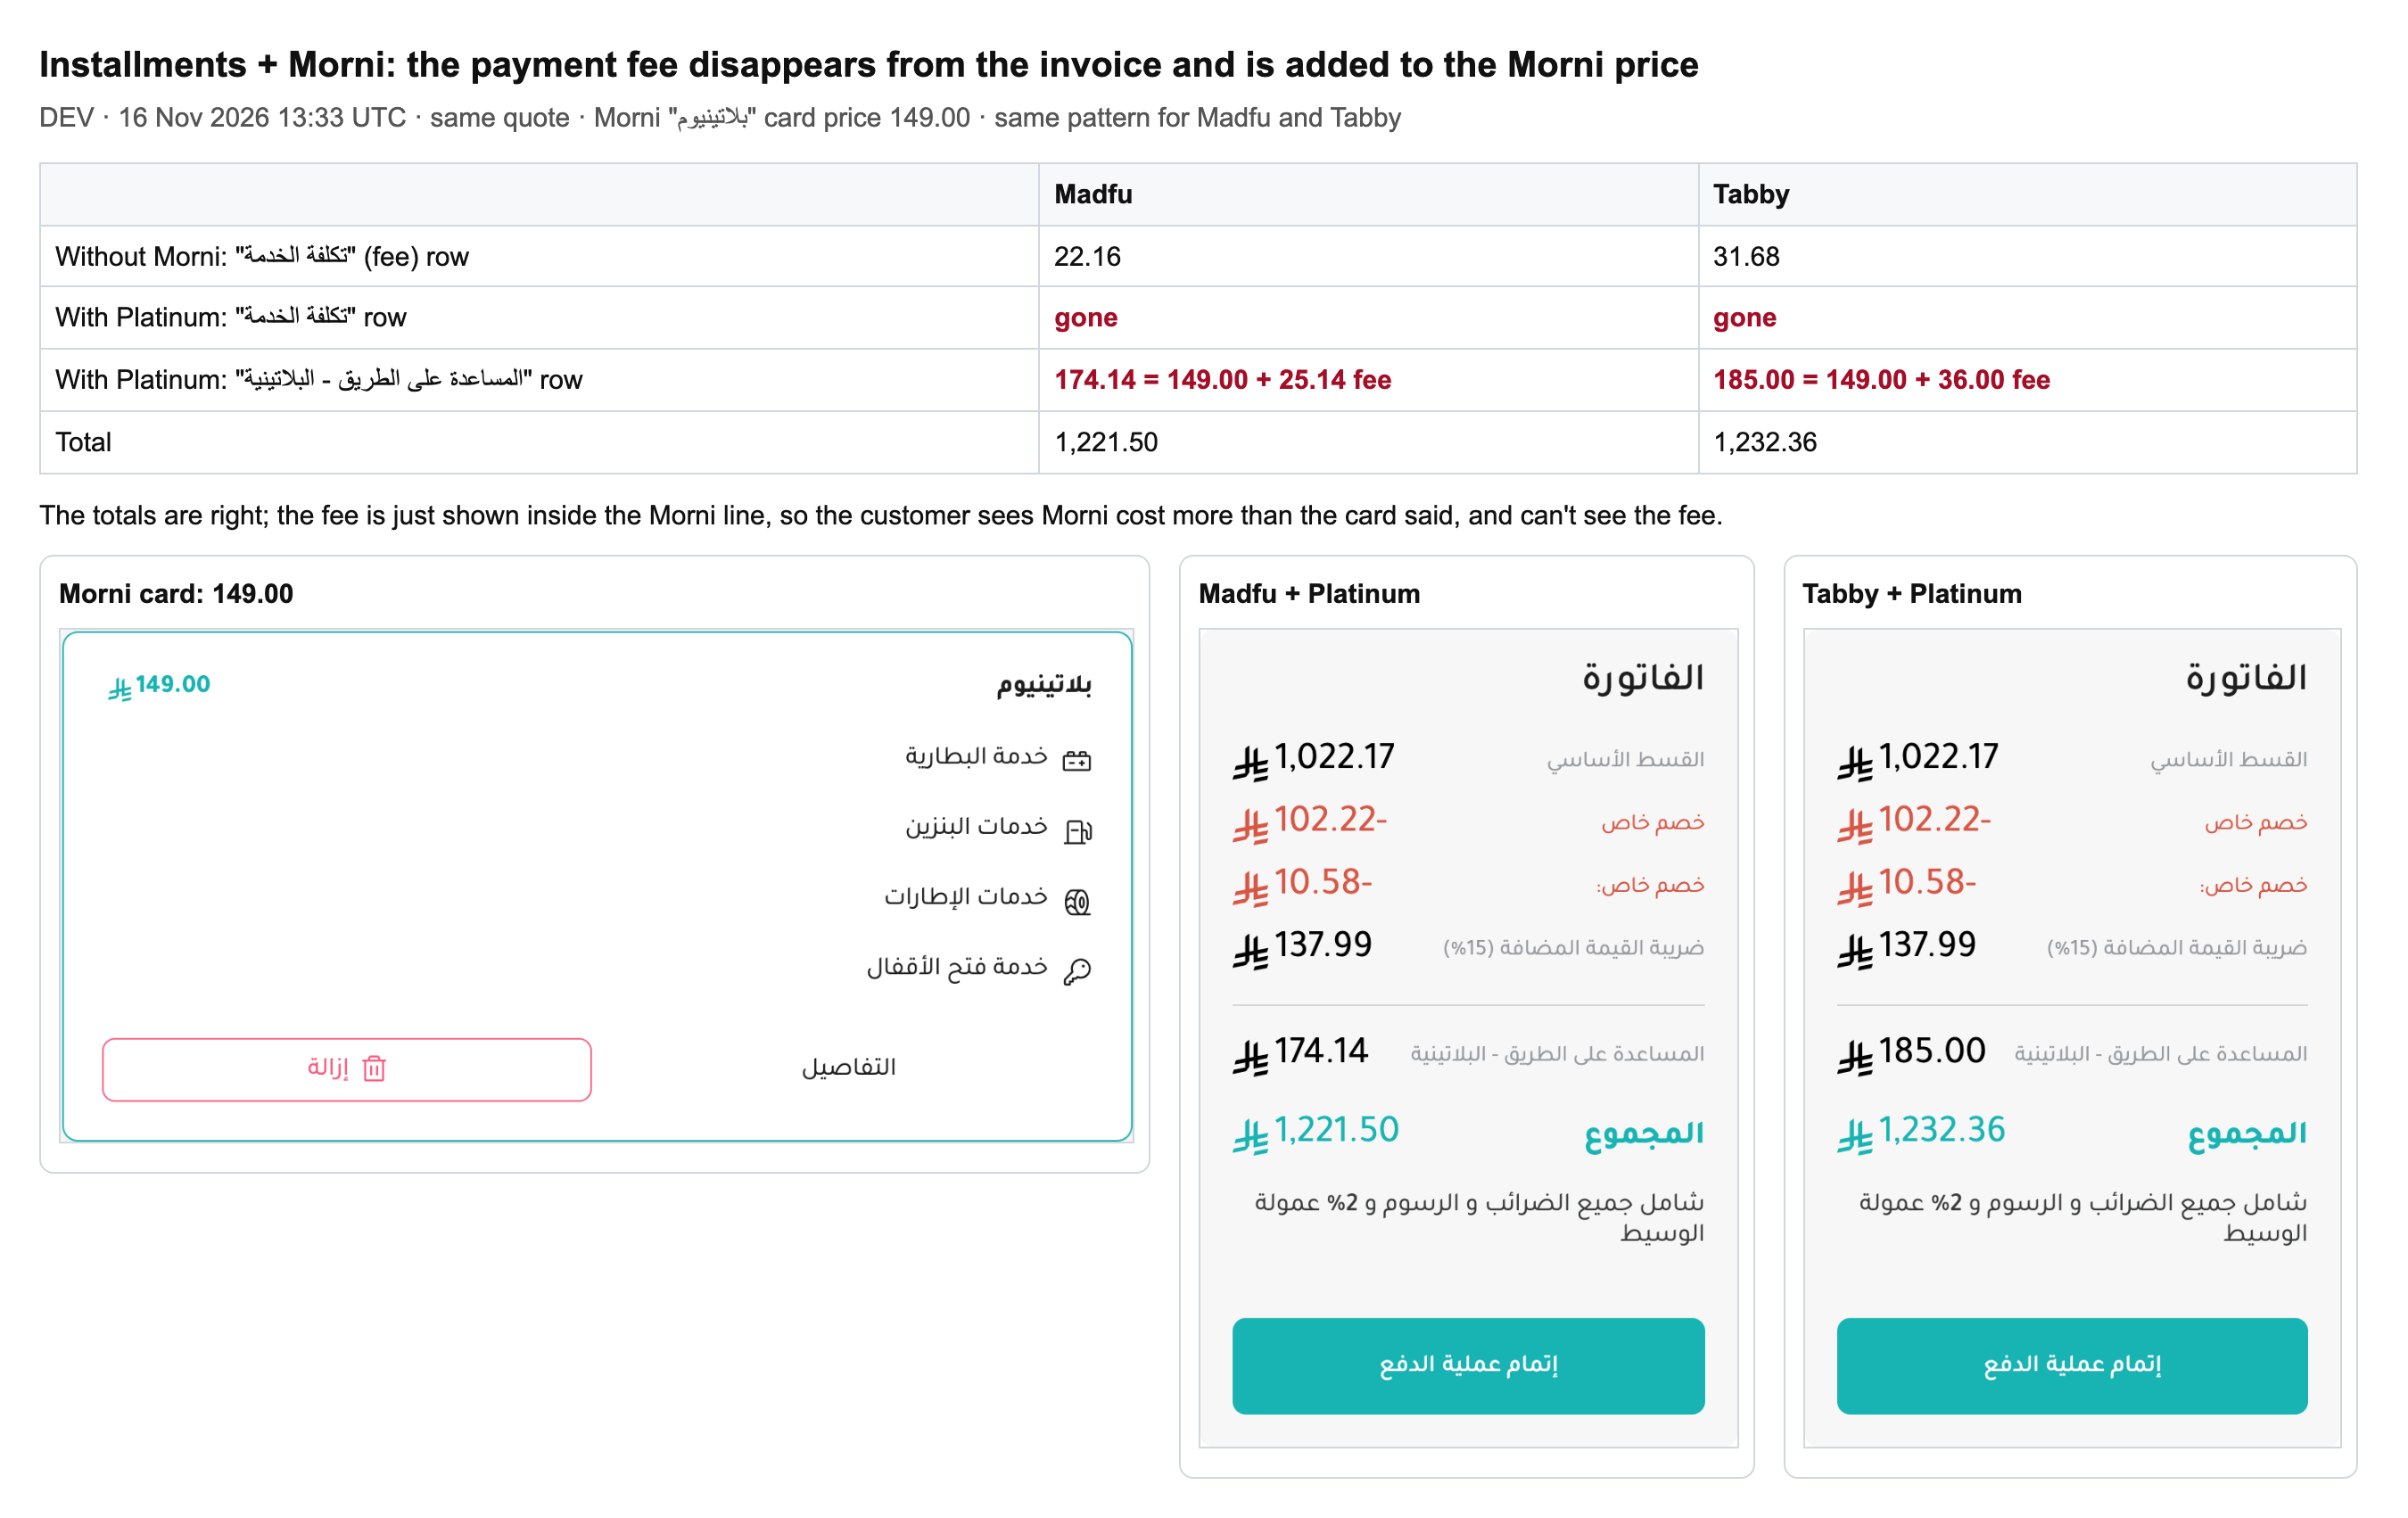 Installments + Morni: the payment fee disappears from the invoice and is added to the Morni price
DEV · 16 Nov 2026 13:33 UTC · same quote · Morni "بلاتينيوم" card price 149.00 · same pattern for Madfu and Tabby
Madfu Tabby
Without Morni: "تكلفة الخدمة" (fee) row 22.16 31.68
With Platinum: "تكلفة الخدمة" row gone gone
With Platinum: "المساعدة على الطريق - البلاتينية" row 174.14 = 149.00 + 25.14 fee 185.00 = 149.00 + 36.00 fee
Total 1,221.50 1,232.36
The totals are right; the fee is just shown inside the Morni line, so the customer sees Morni cost more than the card said, and can't see the fee.
Morni card: 149.00
بلاتينيوم 149.00
خدمة البطارية
خدمات البنزين
خدمات الإطارات
خدمة فتح الأقفال
التفاصيل إزالة
Madfu + Platinum
الفاتورة
القسط الأساسي 1,022.17
خصم خاص 102.22-
خصم خاص: 10.58-
ضريبة القيمة المضافة (15%) 137.99
المساعدة على الطريق - البلاتينية 174.14
المجموع 1,221.50
شامل جميع الضرائب و الرسوم و 2% عمولة
الوسيط
إتمام عملية الدفع
Tabby + Platinum
الفاتورة
القسط الأساسي 1,022.17
خصم خاص 102.22-
خصم خاص: 10.58-
ضريبة القيمة المضافة (15%) 137.99
المساعدة على الطريق - البلاتينية 185.00
المجموع 1,232.36
شامل جميع الضرائب و الرسوم و 2% عمولة
الوسيط
إتمام عملية الدفع